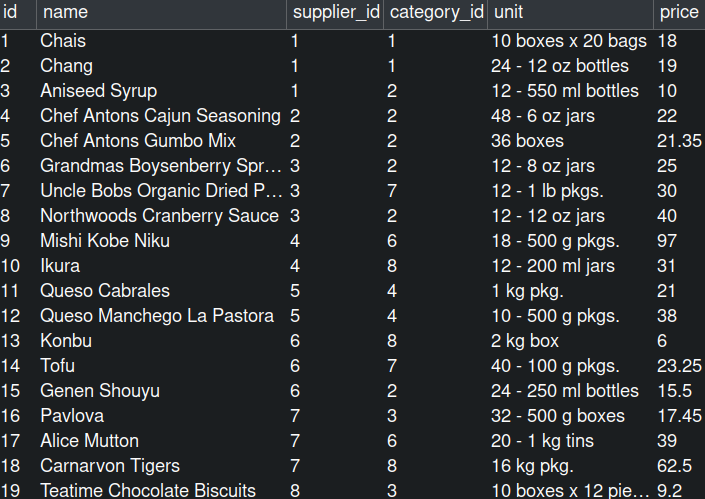 id name supplier_id category_id unit price
1 Chais 1 1 10 boxes x 20 bags 18
2 Chang 1 1 24 - 12 oz bottles 19
3 Aniseed Syrup 1 2 12 - 550 ml bottles 10
4 Chef Antons Cajun Seasoning 2 2 48 - 6 oz jars 22
5 Chef Antons Gumbo Mix 2 2 36 boxes 21.35
6 Grandmas Boysenberry Spr... 3 2 12 - 8 oz jars 25
7 Uncle Bobs Organic Dried P... 3 7 12 - 1 lb pkgs. 30
8 Northwoods Cranberry Sauce 3 2 12 - 12 oz jars 40
9 Mishi Kobe Niku 4 6 18 - 500 g pkgs. 97
10 Ikura 4 8 12 - 200 ml jars 31
11 Queso Cabrales 5 4 1 kg pkg. 21
12 Queso Manchego La Pastora 5 4 10 - 500 g pkgs. 38
13 Konbu 6 8 2 kg box 6
14 Tofu 6 7 40 - 100 g pkgs. 23.25
15 Genen Shouyu 6 2 24 - 250 ml bottles 15.5
16 Pavlova 7 3 32 - 500 g boxes 17.45
17 Alice Mutton 7 6 20 - 1 kg tins 39
18 Carnarvon Tigers 7 8 16 kg pkg. 62.5
19 Teatime Chocolate Biscuits 8 3 10 boxes x 12 pie... 9.2